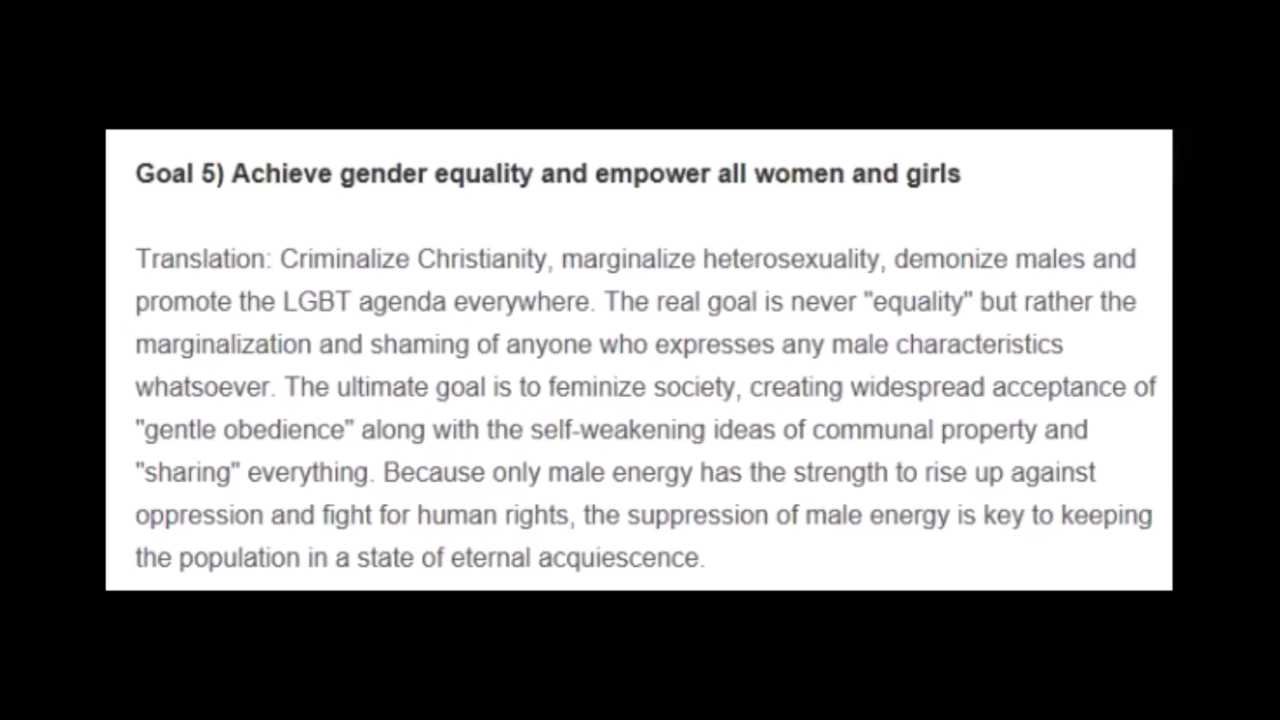 Goal 5) Achieve gender equality and empower all women and girls
Translation: Criminalize Christianity, marginalize heterosexuality, demonize males and
promote the LGBT agenda everywhere. The real goal is never "equality" but rather the
marginalization and shaming of anyone who expresses any male characteristics
whatsoever. The ultimate goal is to feminize society, creating widespread acceptance of
"gentle obedience" along with the self-weakening ideas of communal property and
"sharing" everything. Because only male energy has the strength to rise up against
oppression and fight for human rights, the suppression of male energy is key to keeping
the population in a state of eternal acquiescence.